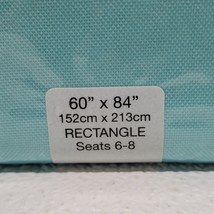 60” x 84”
152cm x 213cm
RECTANGLE
Seats 6-8